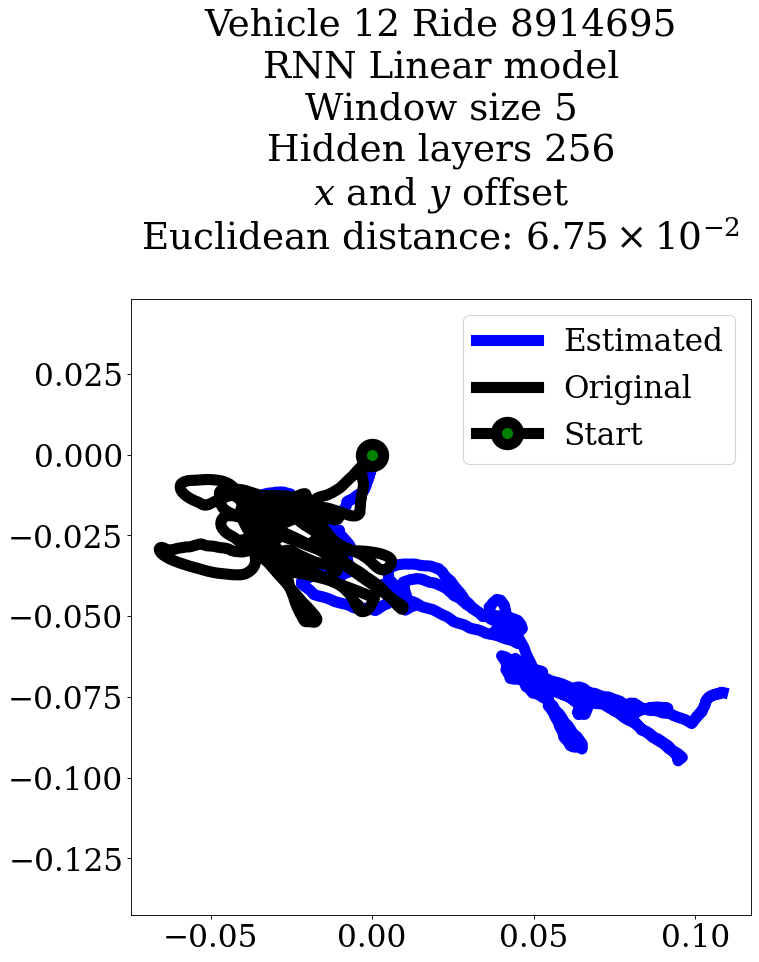 Vehicle 12 Ride 8914695
RNN Linear model
Window size 5
Hidden layers 256
x and y offset
Euclidean distance: 6.75 × 10⁻²
Estimated
Original
Start
0.025
0.000
−0.025
−0.050
−0.075
−0.100
−0.125
−0.05 0.00 0.05 0.10